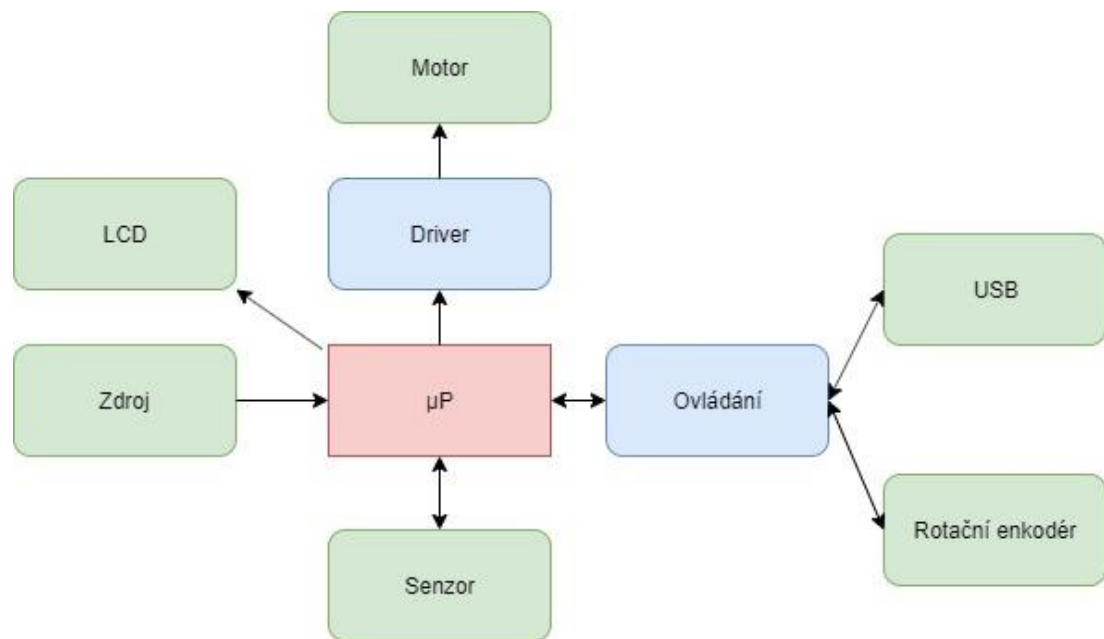 Motor
LCD
Driver
USB
Zdroj
µP
Ovládání
Rotační enkodér
Senzor